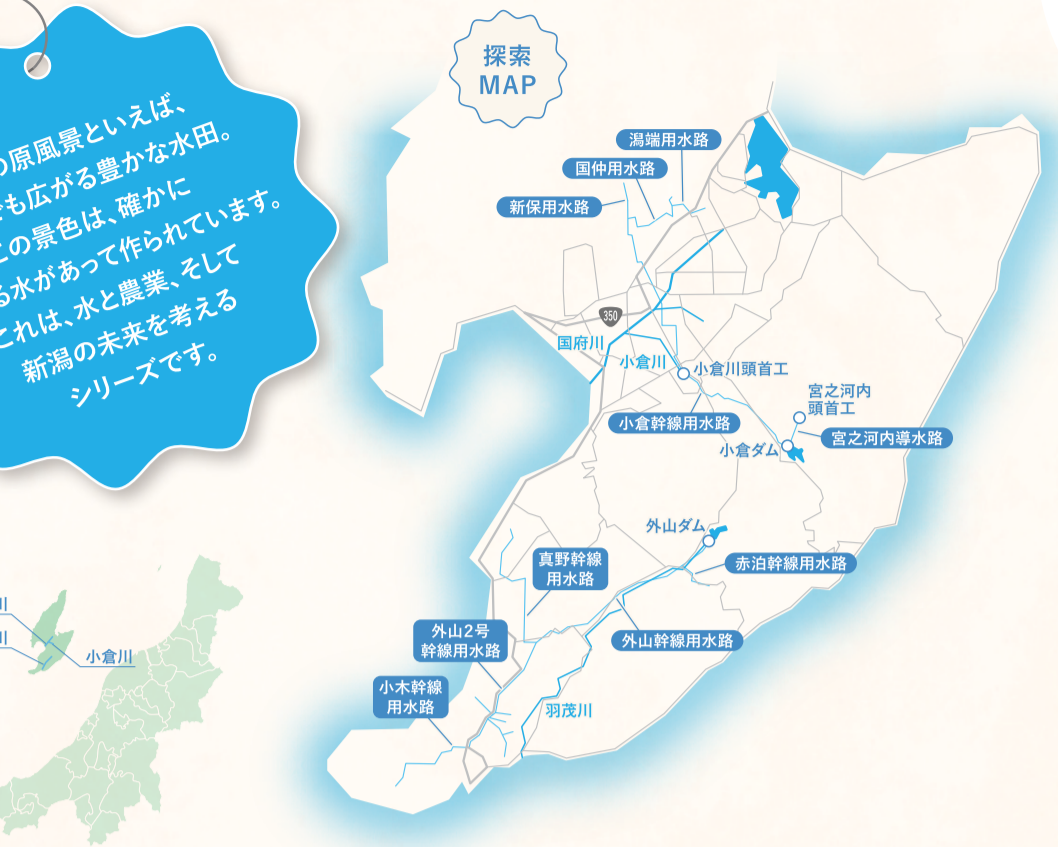 の原風景といえば、
でも広がる豊かな水田。
この景色は、確かに
る水があって作られています。
これは、水と農業、そして
新潟の未来を考える
シリーズです。
探索
MAP
潟端用水路
国仲用水路
新保用水路
350
国府川
小倉川
小倉川頭首工
宮之河内
頭首工
小倉幹線用水路
宮之河内導水路
小倉ダム
外山ダム
真野幹線
用水路
赤泊幹線用水路
外山2号
幹線用水路
外山幹線用水路
小木幹線
用水路
羽茂川
川
川
小倉川